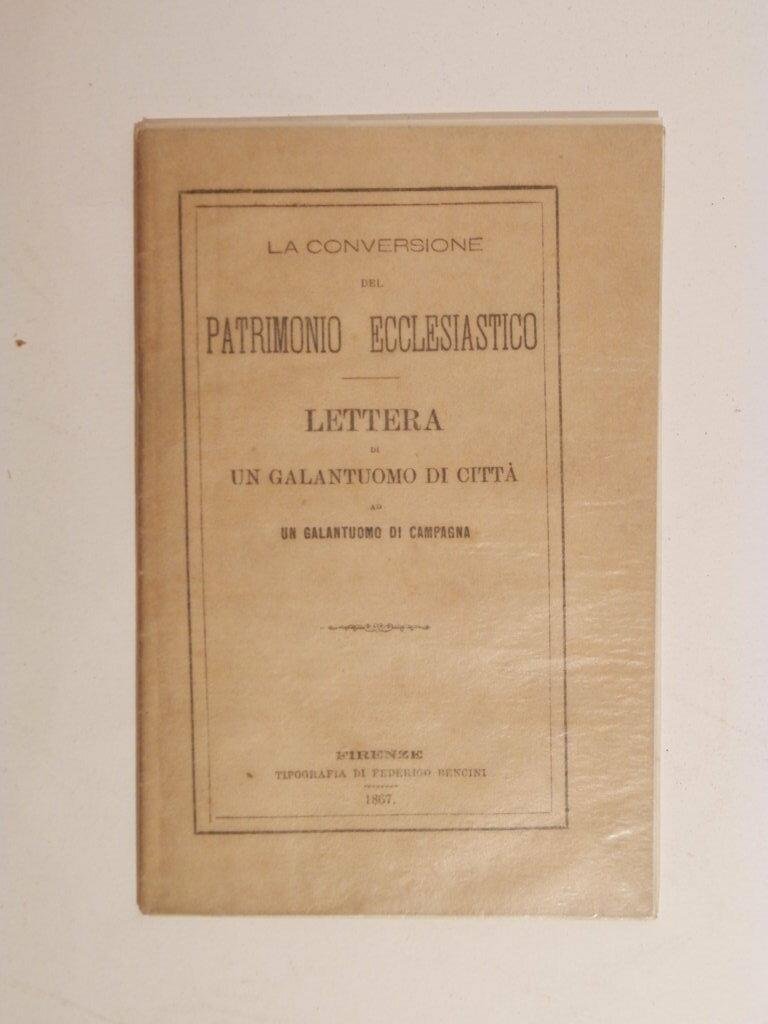 LA CONVERSIONE
DEL
PATRIMONIO ECCLESIASTICO
LETTERA
DI
UN GALANTUOMO DI CITTÀ
AD
UN GALANTUOMO DI CAMPAGNA
FIRENZE
TIPOGRAFIA DI FEDERIGO BENCINI
1867.